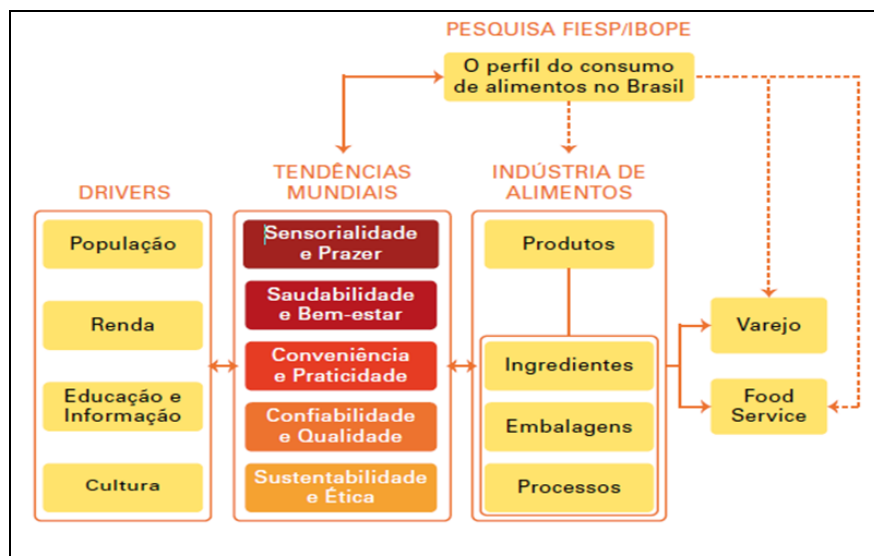 PESQUISA FIESP/IBOPE
O perfil do consumo
de alimentos no Brasil
DRIVERS
População
Renda
Educação e
Informação
Cultura
TENDÊNCIAS
MUNDIAIS
Sensorialidade
e Prazer
Saudabilidade
e Bem-estar
Conveniência
e Praticidade
Confiabilidade
e Qualidade
Sustentabilidade
e Ética
INDÚSTRIA DE
ALIMENTOS
Produtos
Ingredientes
Embalagens
Processos
Varejo
Food
Service